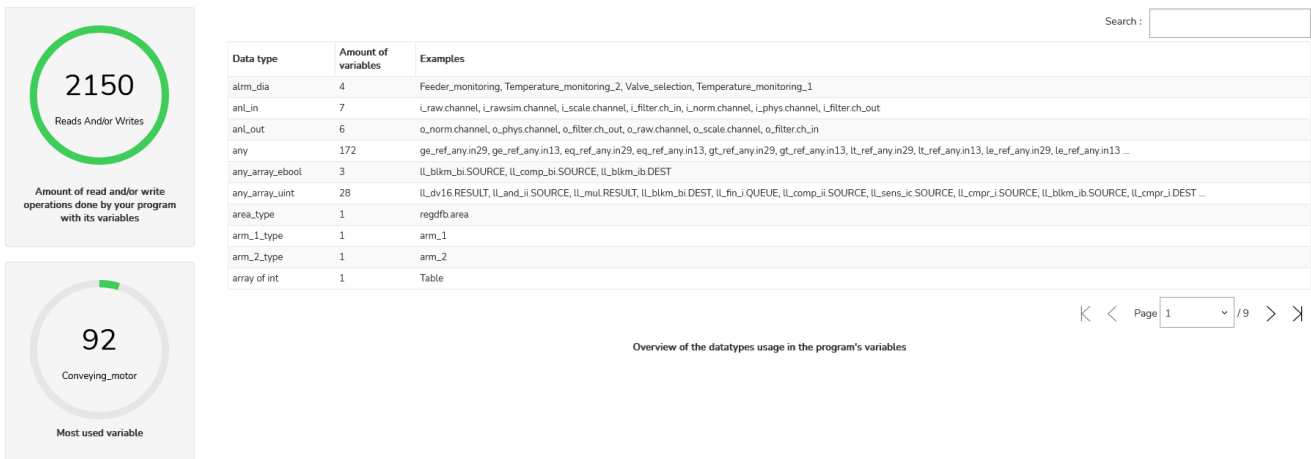 2150
Reads And/or Writes
Amount of read and/or write
operations done by your program
with its variables
92
Conveying_motor
Most used variable
Search :
Data type Amount of variables Examples
alrm_dia 4 Feeder_monitoring, Temperature_monitoring_2, Valve_selection, Temperature_monitoring_1
anl_in 7 i_raw.channel, i_rawsim.channel, i_scale.channel, i_filter.ch_in, i_norm.channel, i_phys.channel, i_filter.ch_out
anl_out 6 o_norm.channel, o_phys.channel, o_filter.ch_out, o_raw.channel, o_scale.channel, o_filter.ch_in
any 172 ge_ref_any.in29, ge_ref_any.in13, eq_ref_any.in29, eq_ref_any.in13, gt_ref_any.in29, gt_ref_any.in13, lt_ref_any.in29, lt_ref_any.in13, le_ref_any.in29, le_ref_any.in13 ...
any_array_ebool 3 ll_blkm_bi.SOURCE, ll_comp_bi.SOURCE, ll_blkm_ib.DEST
any_array_uint 28 ll_dv16.RESULT, ll_and_ii.SOURCE, ll_mul.RESULT, ll_blkm_bi.DEST, ll_fin_i.QUEUE, ll_comp_ii.SOURCE, ll_sens_ic.SOURCE, ll_cmpr_i.SOURCE, ll_blkm_ib.SOURCE, ll_cmpr_i.DEST ...
area_type 1 regdfb.area
arm_1_type 1 arm_1
arm_2_type 1 arm_2
array of int 1 Table
Page 1 / 9
Overview of the datatypes usage in the program's variables